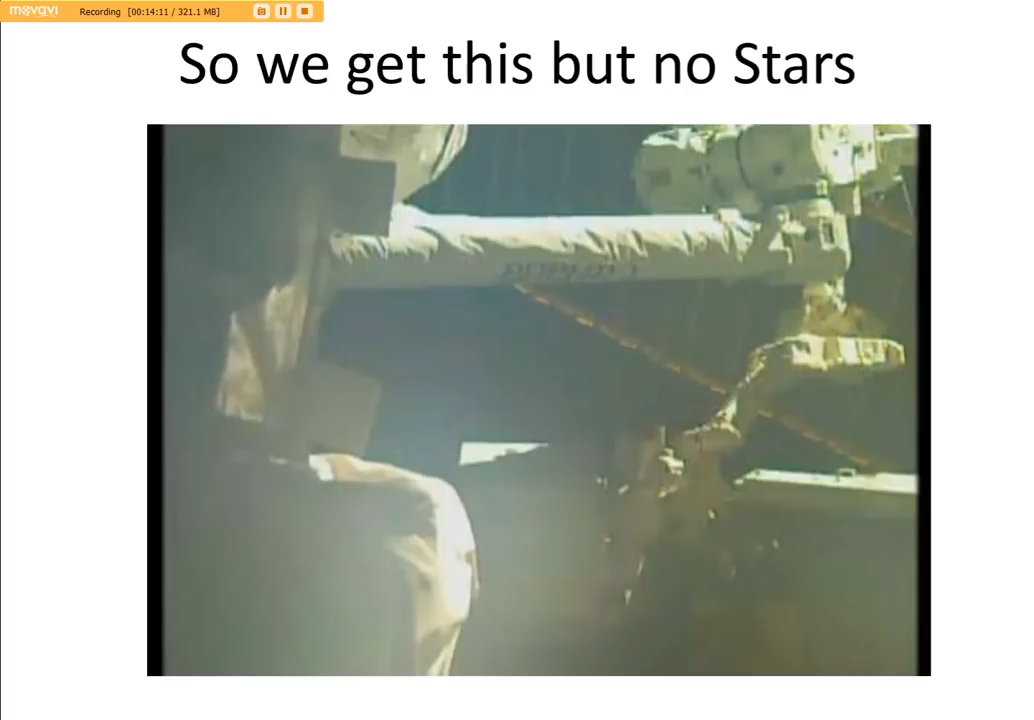 movavi Recording [00:14:11 / 321.1 MB]
So we get this but no Stars